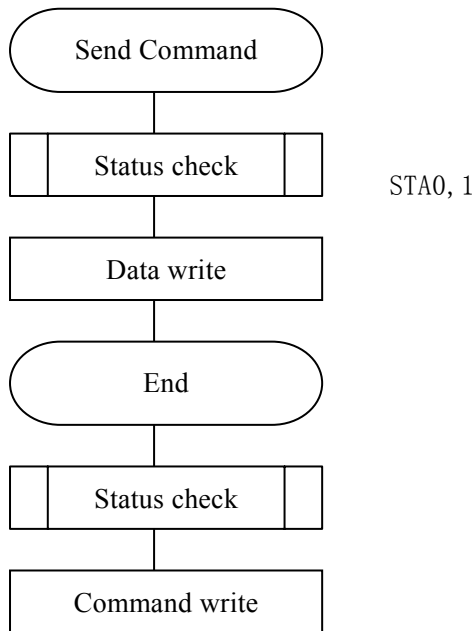 Send Command
Status check
STA0, 1
Data write
End
Status check
Command write